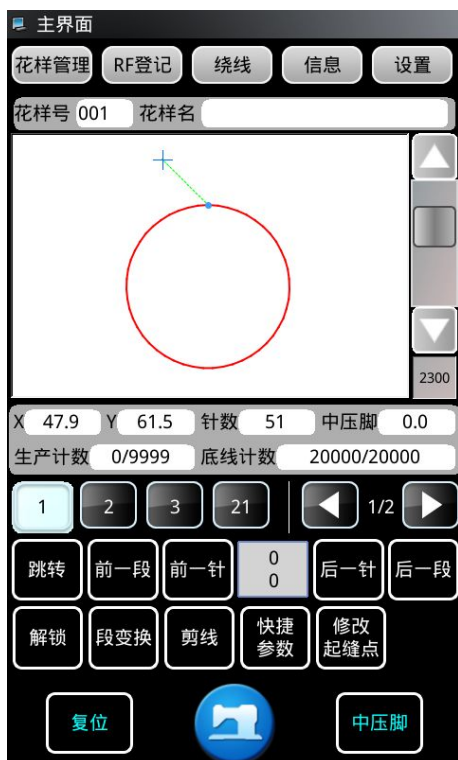 主界面
花样管理 RF登记 绕线 信息 设置
花样号 001 花样名
2300
X 47.9 Y 61.5 针数 51 中压脚 0.0
生产计数 0/9999 底线计数 20000/20000
1 2 3 21 1/2
跳转 前一段 前一针 0 后一针 后一段
0
解锁 段变换 剪线 快捷 修改
参数 起缝点
复位 中压脚